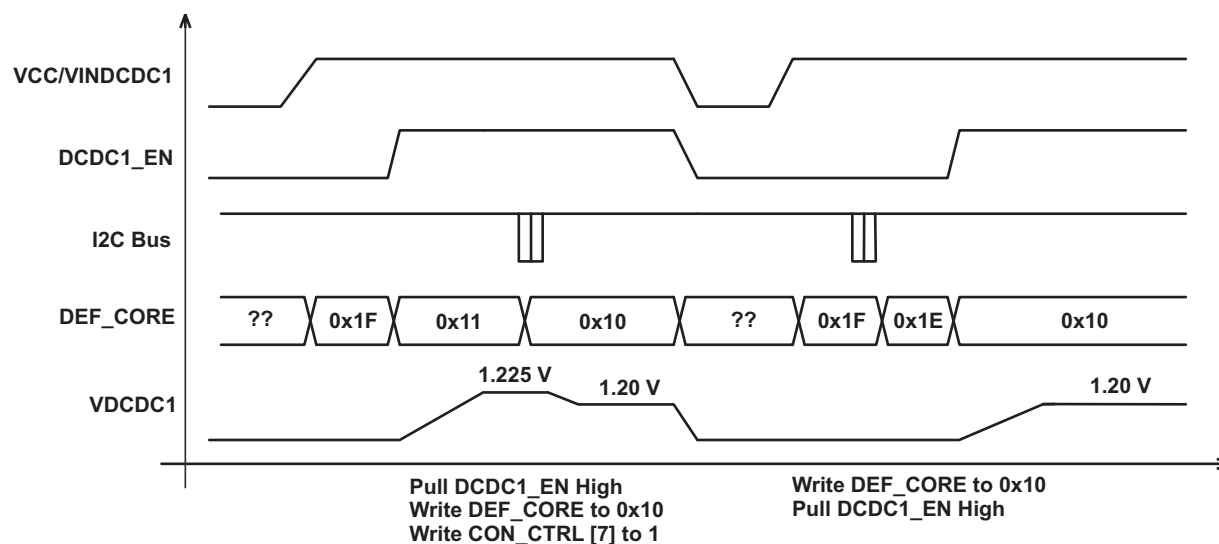 VCC/VINDCDC1
DCDC1_EN
I2C Bus
DEF_CORE ?? 0x1F 0x11 0x10 ?? 0x1F 0x1E 0x10
1.225 V 1.20 V 1.20 V
VDCDC1
Pull DCDC1_EN High
Write DEF_CORE to 0x10
Write CON_CTRL [7] to 1
Write DEF_CORE to 0x10
Pull DCDC1_EN High